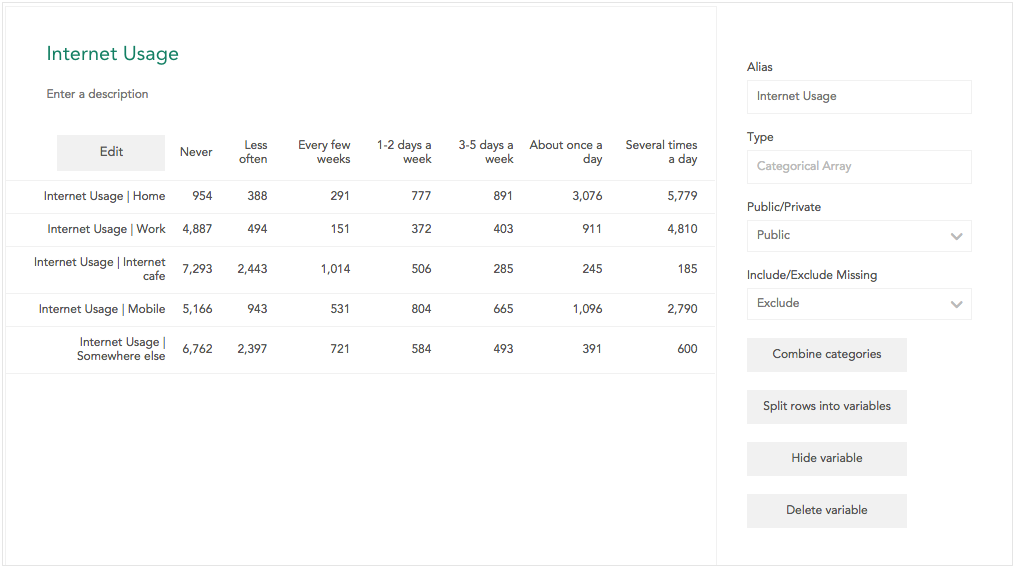 Internet Usage
Enter a description
Edit Never Less often Every few weeks 1-2 days a week 3-5 days a week About once a day Several times a day
Internet Usage | Home 954 388 291 777 891 3,076 5,779
Internet Usage | Work 4,887 494 151 372 403 911 4,810
Internet Usage | Internet cafe 7,293 2,443 1,014 506 285 245 185
Internet Usage | Mobile 5,166 943 531 804 665 1,096 2,790
Internet Usage | Somewhere else 6,762 2,397 721 584 493 391 600
Alias
Internet Usage
Type
Categorical Array
Public/Private
Public
Include/Exclude Missing
Exclude
Combine categories
Split rows into variables
Hide variable
Delete variable